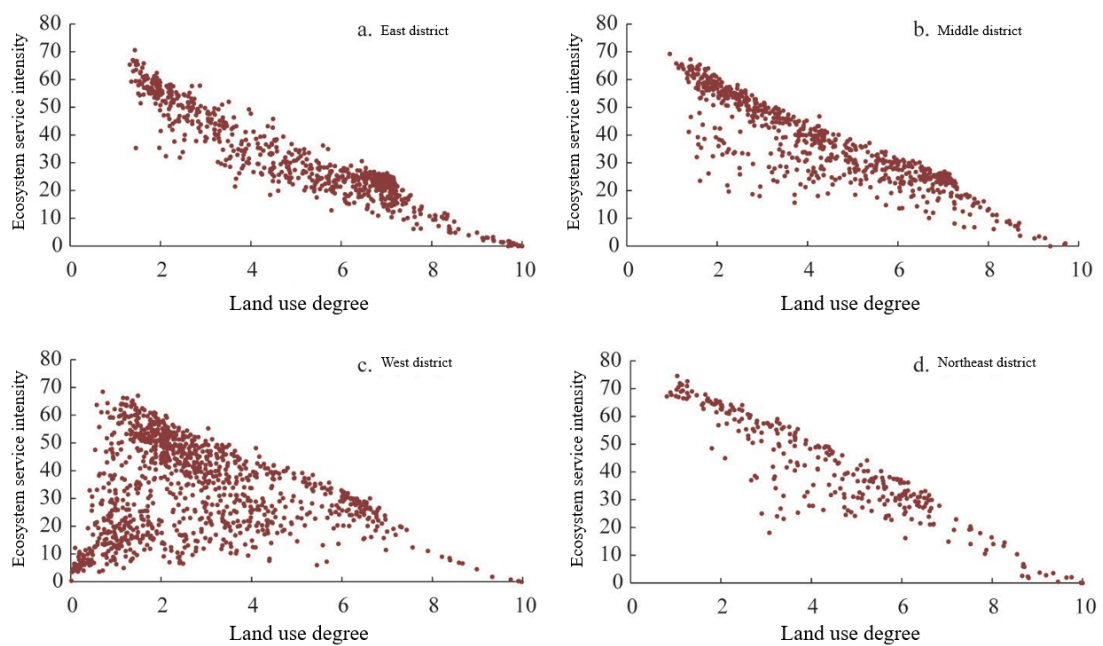 a. East district
Ecosystem service intensity
80
70
60
50
40
30
20
10
0
0 2 4 6 8 10
Land use degree
b. Middle district
Ecosystem service intensity
80
70
60
50
40
30
20
10
0
0 2 4 6 8 10
Land use degree
c. West district
Ecosystem service intensity
80
70
60
50
40
30
20
10
0
0 2 4 6 8 10
Land use degree
d. Northeast district
Ecosystem service intensity
80
70
60
50
40
30
20
10
0
0 2 4 6 8 10
Land use degree